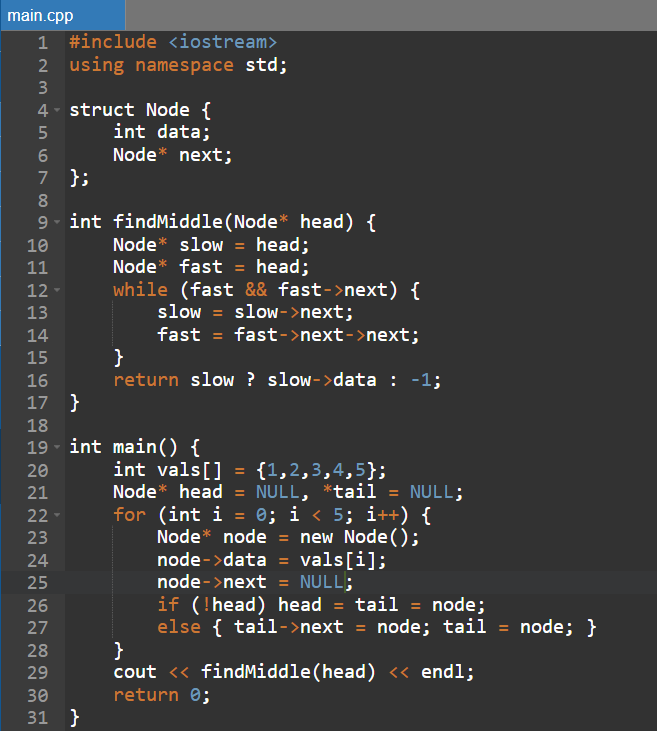 main.cpp
1 #include <iostream>
2 using namespace std;
3
4 struct Node {
5     int data;
6     Node* next;
7 };
8
9 int findMiddle(Node* head) {
10     Node* slow = head;
11     Node* fast = head;
12     while (fast && fast->next) {
13         slow = slow->next;
14         fast = fast->next->next;
15     }
16     return slow ? slow->data : -1;
17 }
18
19 int main() {
20     int vals[] = {1,2,3,4,5};
21     Node* head = NULL, *tail = NULL;
22     for (int i = 0; i < 5; i++) {
23         Node* node = new Node();
24         node->data = vals[i];
25         node->next = NULL;
26         if (!head) head = tail = node;
27         else { tail->next = node; tail = node; }
28     }
29     cout << findMiddle(head) << endl;
30     return 0;
31 }